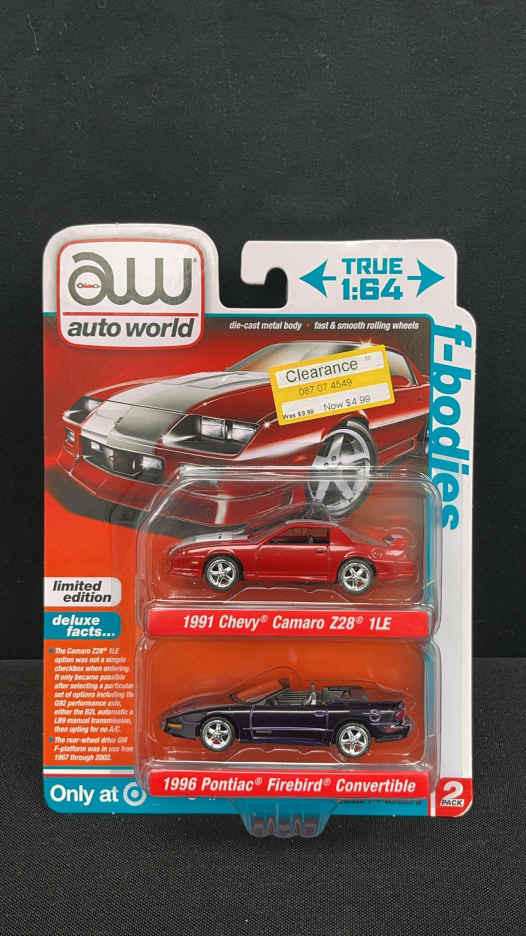 aw
auto world
TRUE
1:64
die-cast metal body • fast & smooth rolling wheels
f-bodies
Clearance
087 07 4549
Was $9.99 Now $4.99
limited
edition
deluxe
facts...
• The Camaro Z28® 1LE
option was not a simple
checkbox when ordering.
It only became possible
after selecting a particular
set of options including the
G92 performance axle,
either the B2L automatic or
LB9 manual transmission,
then opting for no A/C.
• The rear-wheel drive GM
F-platform was in use from
1967 through 2002.
1991 Chevy® Camaro Z28® 1LE
1996 Pontiac® Firebird® Convertible
Only at
2
PACK